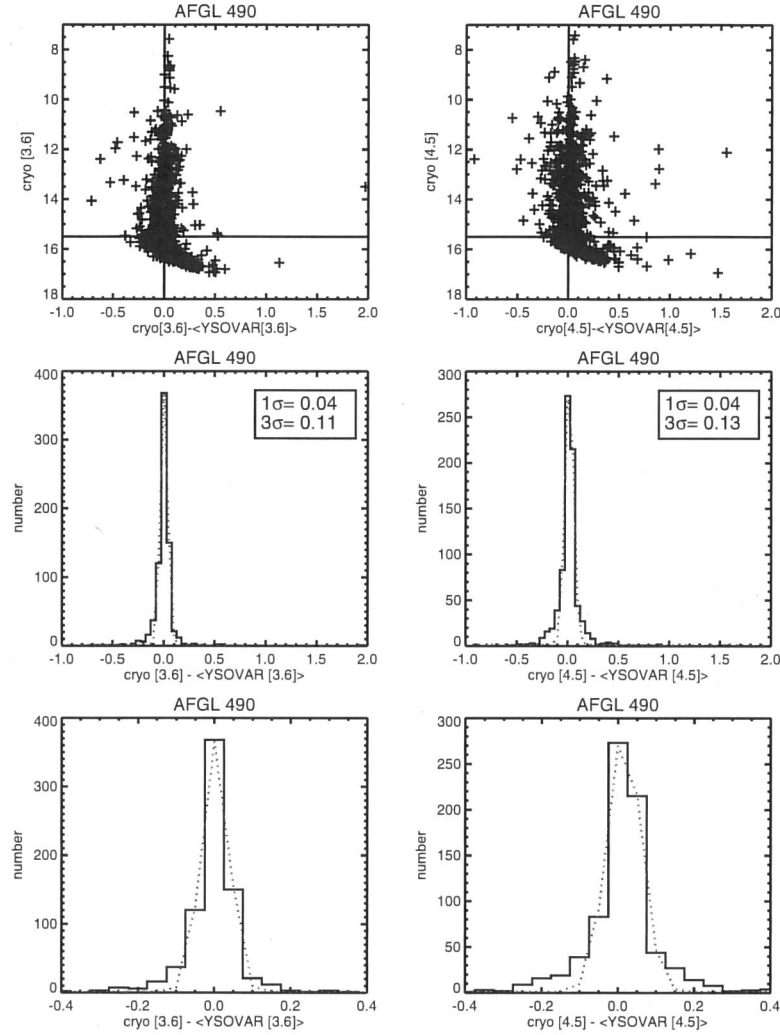 AFGL 490
7
8
10
12
14
16
18
cryo [3.6]
-1.0 -0.5 0.0 0.5 1.0 1.5 2.0
cryo[3.6]-<YSOVAR[3.6]>
AFGL 490
7
8
10
12
14
16
18
cryo [4.5]
-1.0 -0.5 0.0 0.5 1.0 1.5 2.0
cryo[4.5]-<YSOVAR[4.5]>
AFGL 490
400
300
200
100
0
number
1σ= 0.04
3σ= 0.11
-1.0 -0.5 0.0 0.5 1.0 1.5 2.0
cryo [3.6] - <YSOVAR [3.6]>
AFGL 490
300
250
200
150
100
50
0
number
1σ= 0.04
3σ= 0.13
-1.0 -0.5 0.0 0.5 1.0 1.5 2.0
cryo [4.5] - <YSOVAR [4.5]>
AFGL 490
400
300
200
100
0
number
-0.4 -0.2 0.0 0.2 0.4
cryo [3.6] - <YSOVAR [3.6]>
AFGL 490
300
250
200
150
100
50
0
number
-0.4 -0.2 0.0 0.2 0.4
cryo [4.5] - <YSOVAR [4.5]>